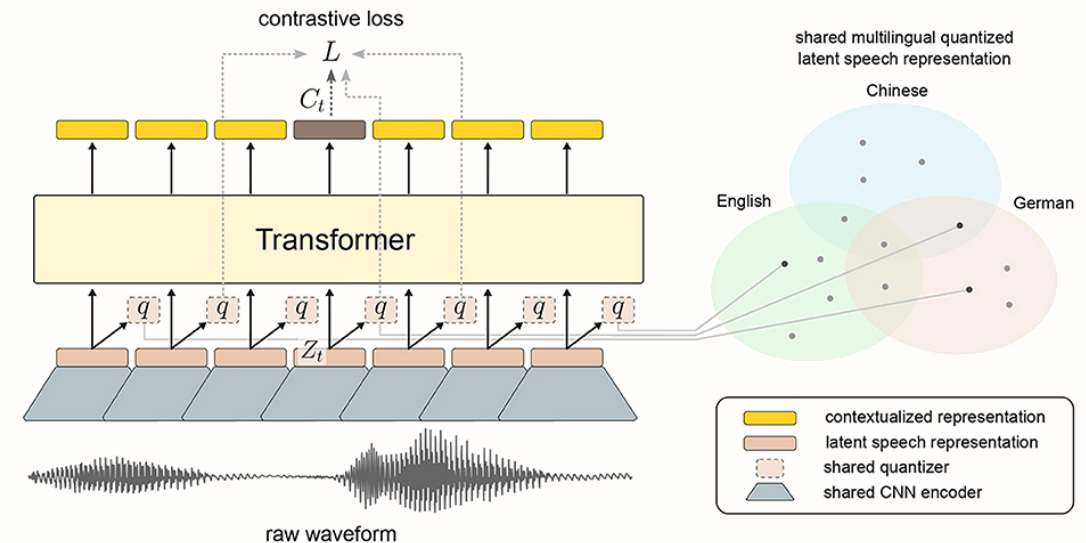 contrastive loss
L
C_t
Transformer
q q q q q q q
Z_t
raw waveform
shared multilingual quantized
latent speech representation
Chinese
English
German
contextualized representation
latent speech representation
q shared quantizer
shared CNN encoder